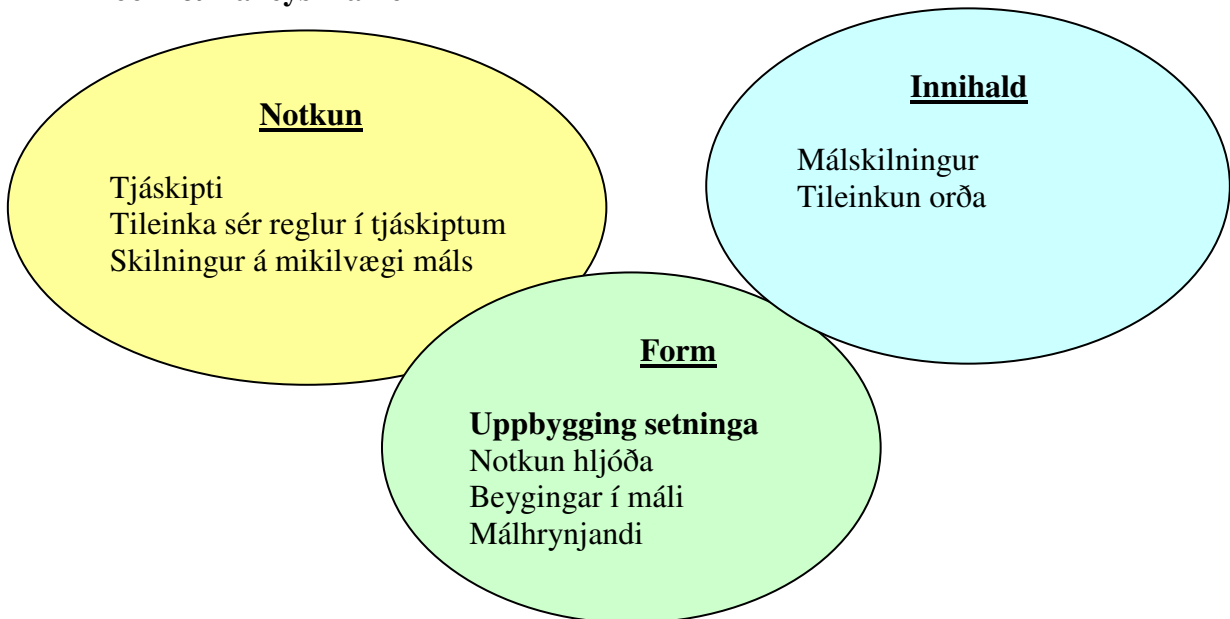 Notkun
Tjáskipti
Tileinka sér reglur í tjáskiptum
Skilningur á mikilvægi máls
Innihald
Málskilningur
Tileinkun orða
Form
Uppbygging setninga
Notkun hljóða
Beygingar í máli
Málhrynjandi